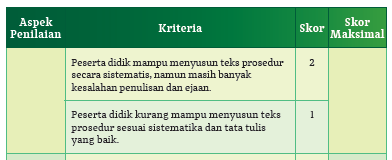 Aspek Penilaian
Kriteria
Skor
Skor Maksimal
Peserta didik mampu menyusun teks prosedur
secara sistematis, namun masih banyak
kesalahan penulisan dan ejaan.
2
Peserta didik kurang mampu menyusun teks
prosedur sesuai sistematika dan tata tulis
yang baik.
1